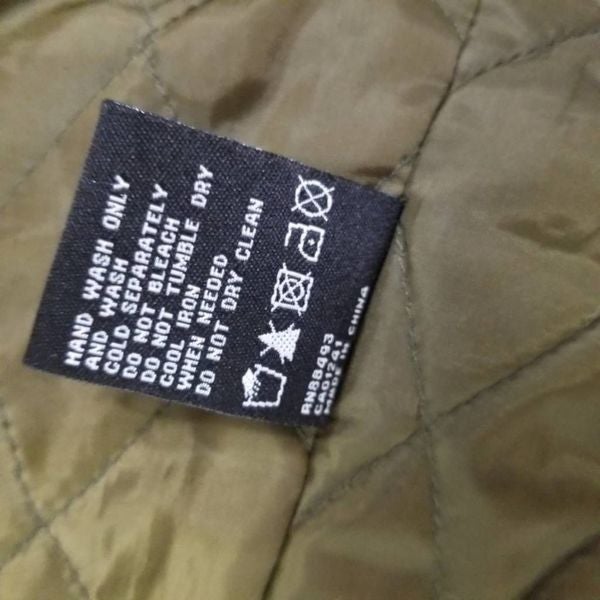 HAND WASH ONLY
AND WASH
COLD SEPARATELY
DO NOT BLEACH
DO NOT TUMBLE DRY
COOL IRON
WHEN NEEDED
DO NOT DRY CLEAN
RN88493
CA01241
MADE IN CHINA